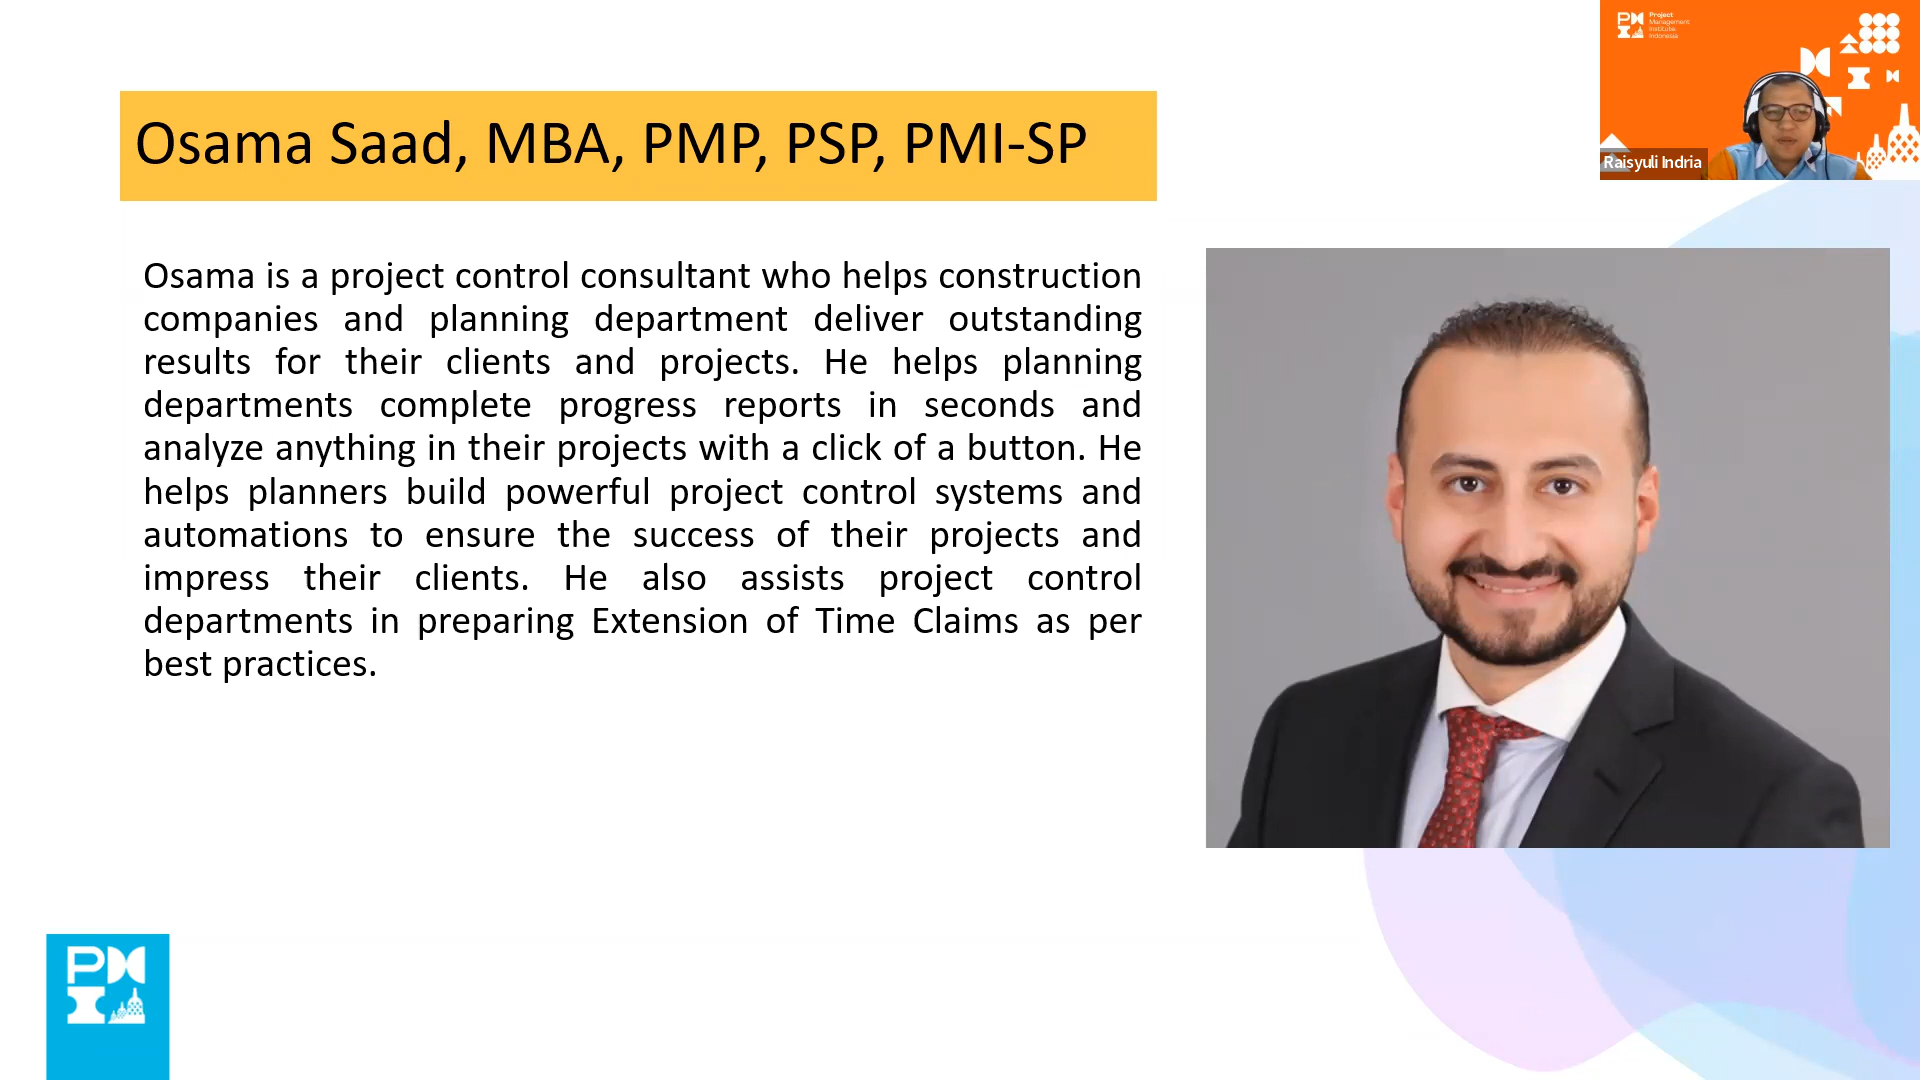 Osama Saad, MBA, PMP, PSP, PMI-SP
Osama is a project control consultant who helps construction
companies and planning department deliver outstanding
results for their clients and projects. He helps planning
departments complete progress reports in seconds and
analyze anything in their projects with a click of a button. He
helps planners build powerful project control systems and
automations to ensure the success of their projects and
impress their clients. He also assists project control
departments in preparing Extension of Time Claims as per
best practices.
Project
Management
Institute
Indonesia
Raisyuli Indria